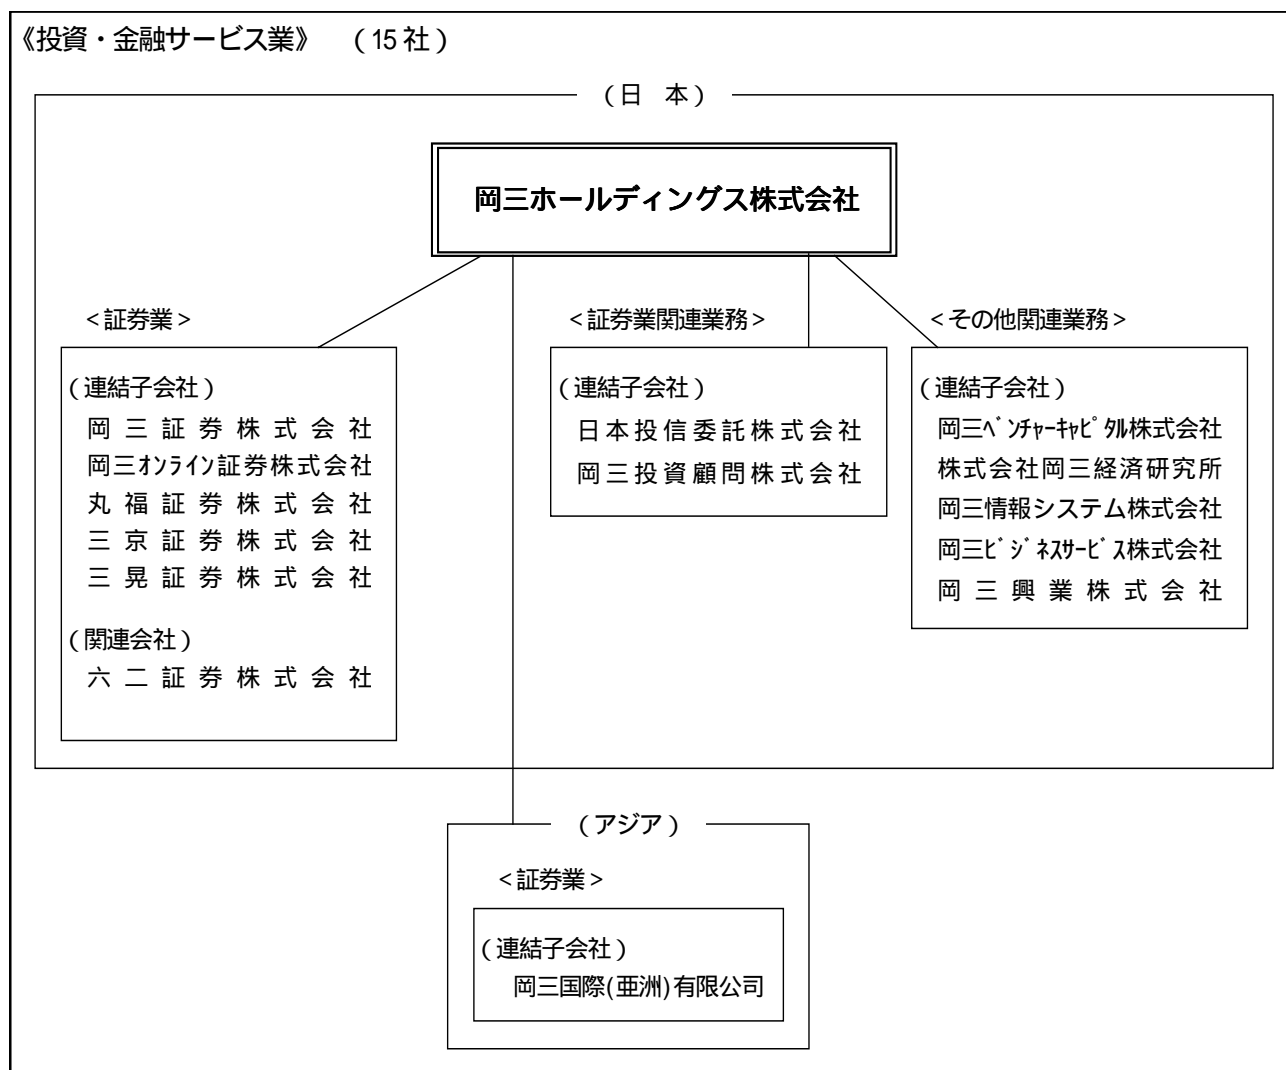 《投資・金融サービス業》 （15社）
（日 本）
岡三ホールディングス株式会社
<証券業>
<証券業関連業務>
<その他関連業務>
（連結子会社）
岡三証券株式会社
岡三ｵﾝﾗｲﾝ証券株式会社
丸福証券株式会社
三京証券株式会社
三晃証券株式会社
（関連会社）
六二証券株式会社
（連結子会社）
日本投信委託株式会社
岡三投資顧問株式会社
（連結子会社）
岡三ﾍﾞﾝﾁｬｰｷｬﾋﾟﾀﾙ株式会社
株式会社岡三経済研究所
岡三情報システム株式会社
岡三ﾋﾞｼﾞﾈｽｻｰﾋﾞｽ株式会社
岡三興業株式会社
（アジア）
<証券業>
（連結子会社）
岡三国際(亜洲)有限公司